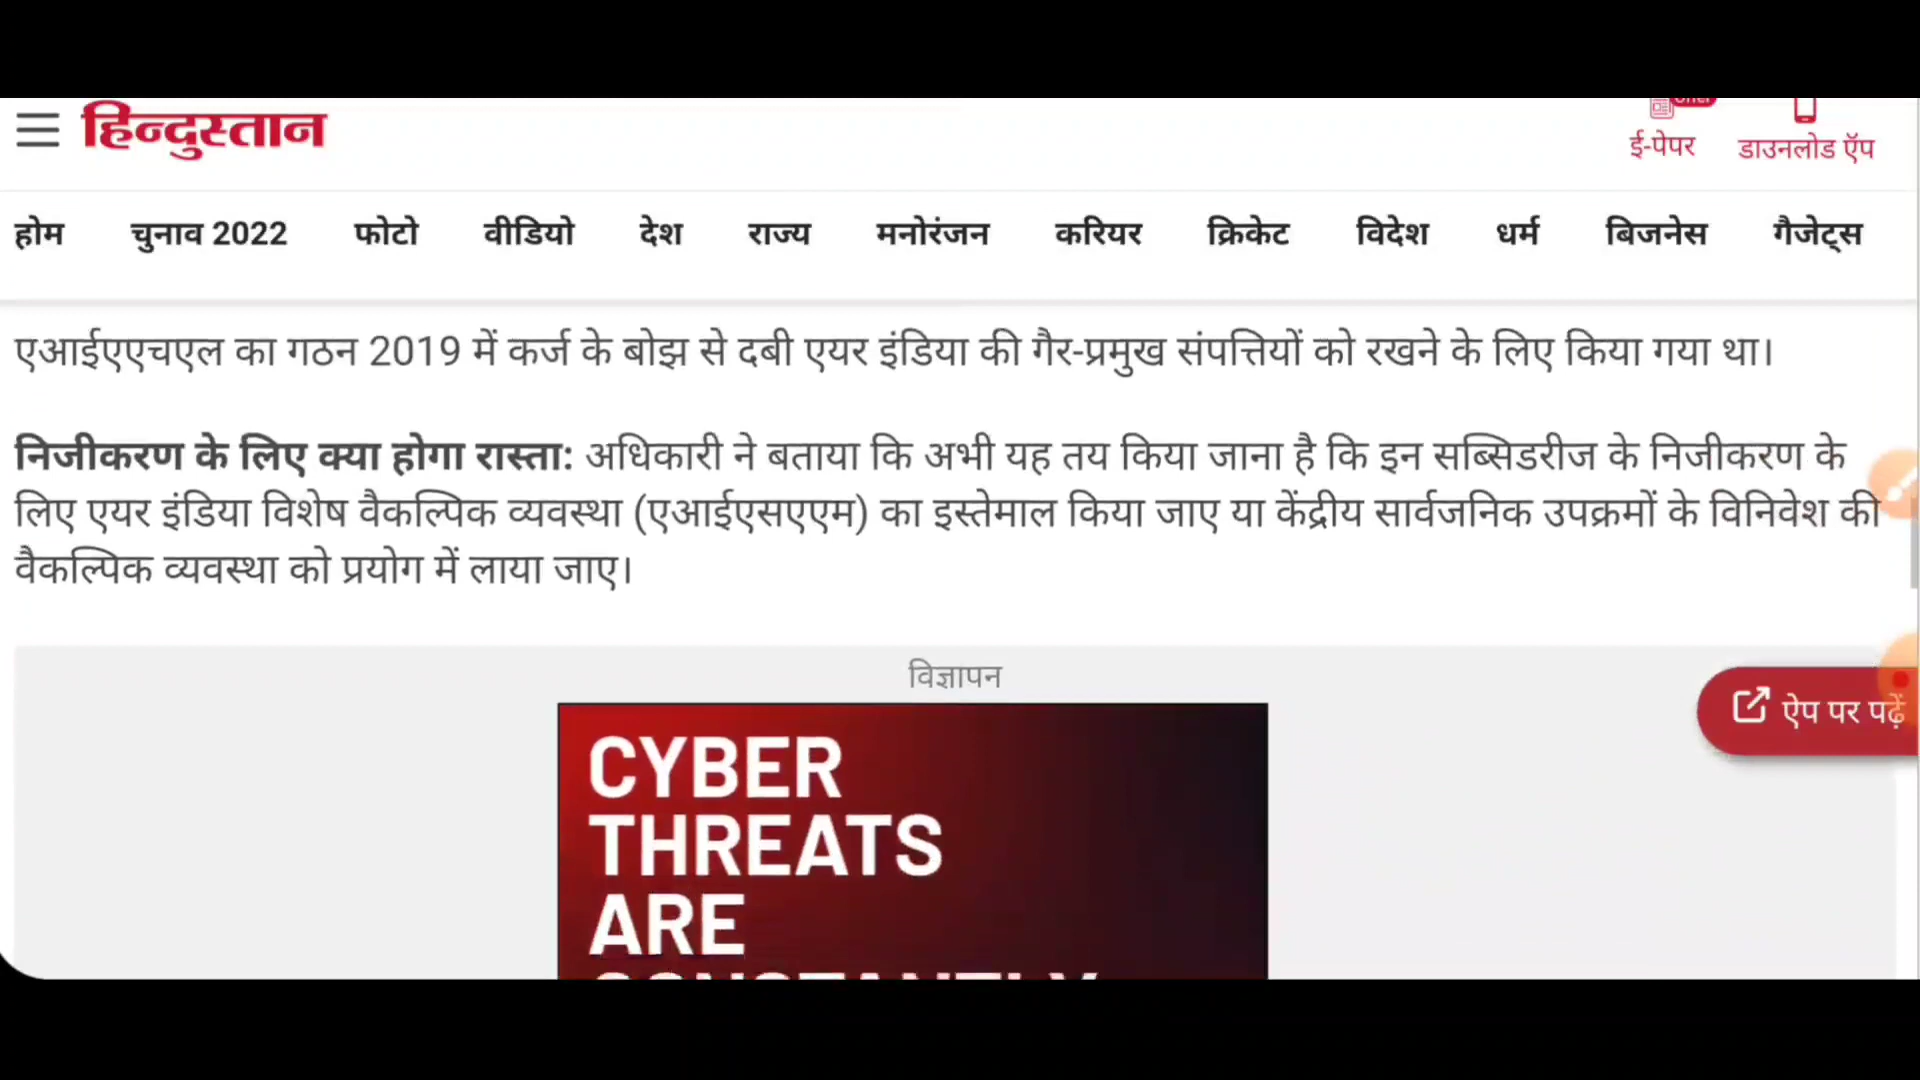 हिन्दुस्तान
ई-पेपर
डाउनलोड ऍप
होम चुनाव 2022 फोटो वीडियो देश राज्य मनोरंजन करियर क्रिकेट विदेश धर्म बिजनेस गैजेट्स
एआईएएचएल का गठन 2019 में कर्ज के बोझ से दबी एयर इंडिया की गैर-प्रमुख संपत्तियों को रखने के लिए किया गया था।
निजीकरण के लिए क्या होगा रास्ता: अधिकारी ने बताया कि अभी यह तय किया जाना है कि इन सब्सिडरीज के निजीकरण के
लिए एयर इंडिया विशेष वैकल्पिक व्यवस्था (एआईएसएएम) का इस्तेमाल किया जाए या केंद्रीय सार्वजनिक उपक्रमों के विनिवेश की
वैकल्पिक व्यवस्था को प्रयोग में लाया जाए।
विज्ञापन
ऐप पर पढ़ें
CYBER
THREATS
ARE